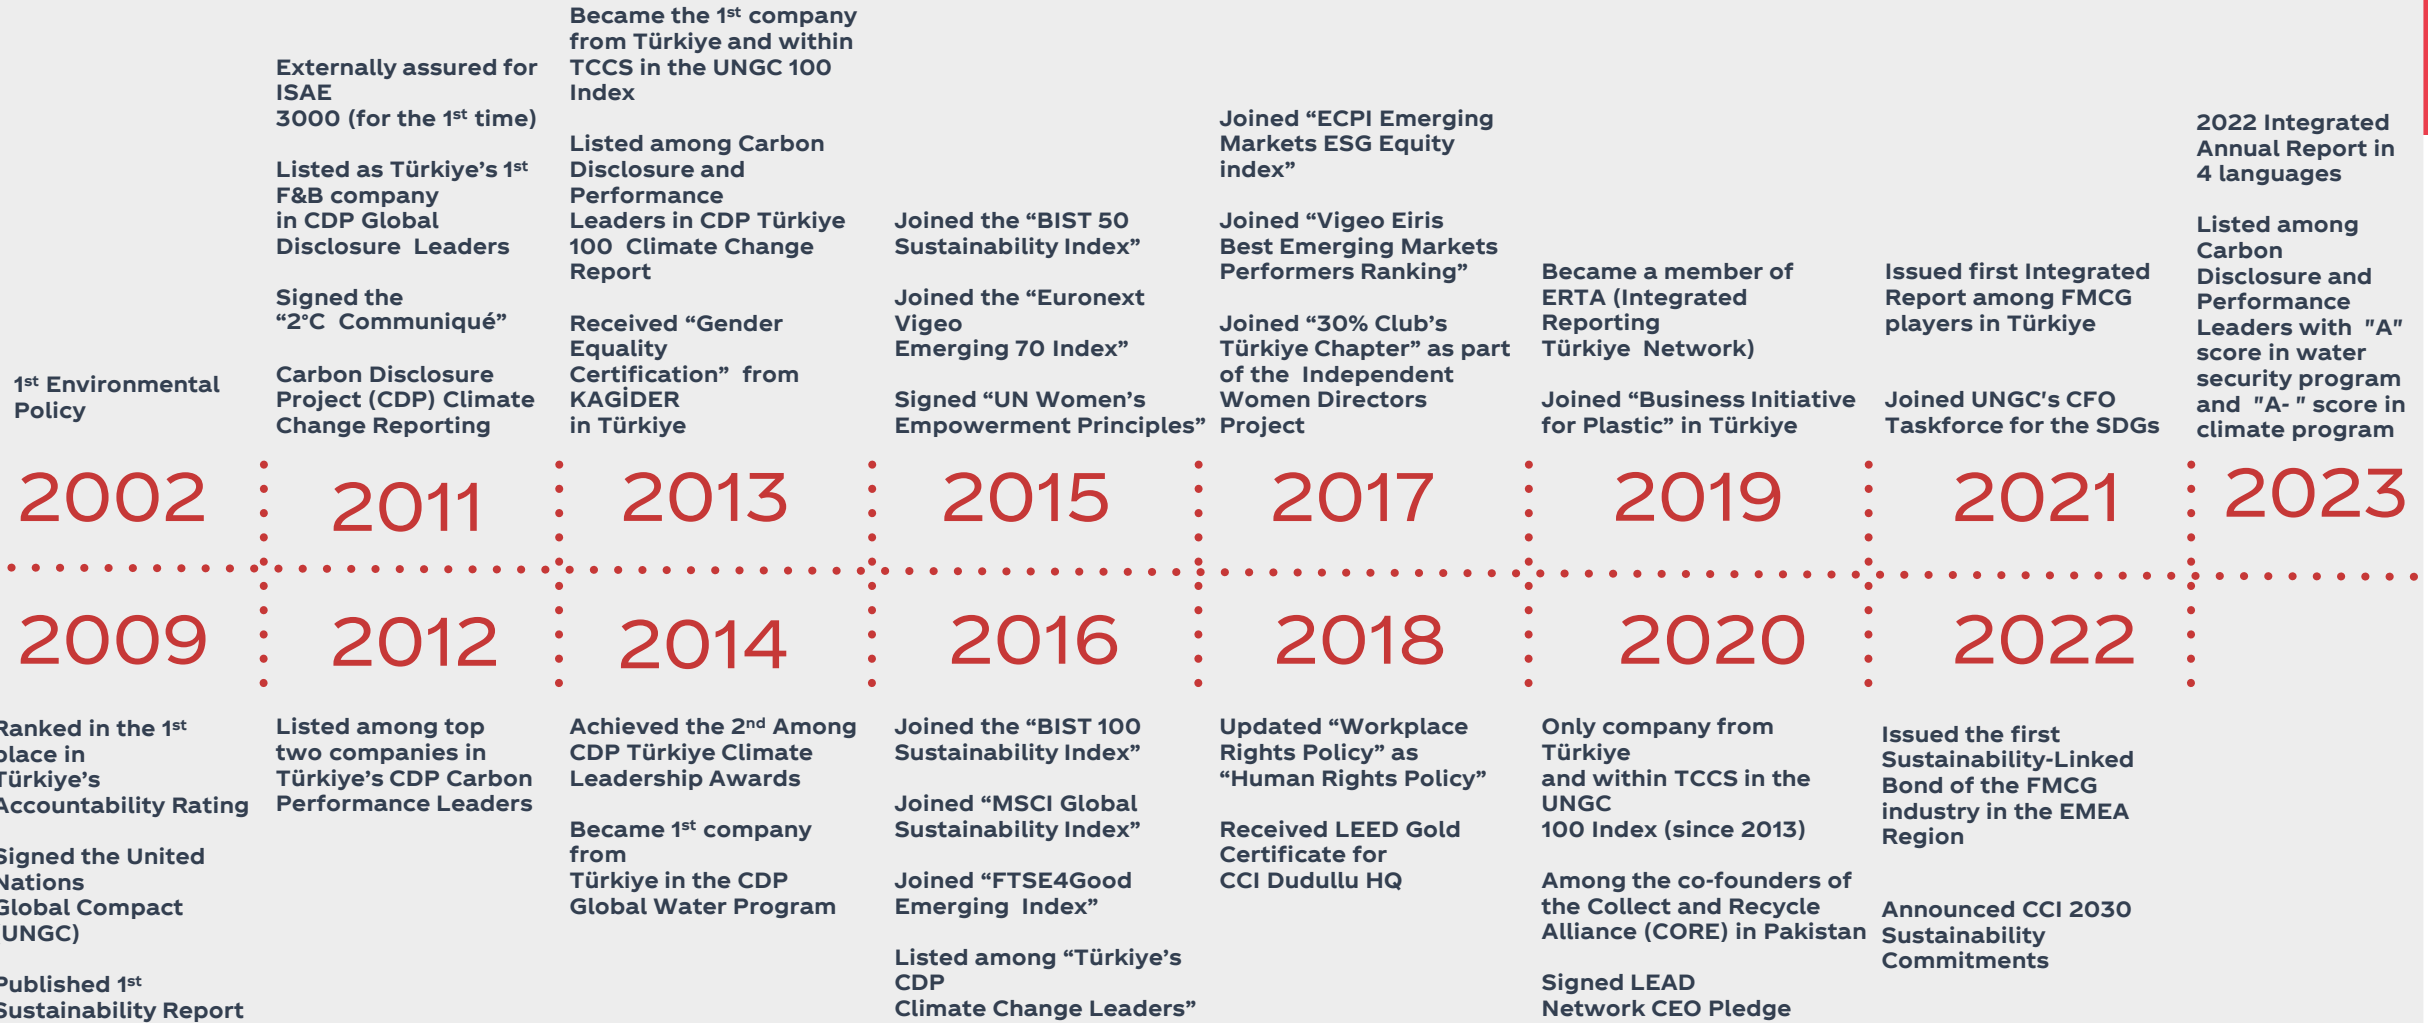 1st Environmental
Policy
2002
2009
Ranked in the 1st
place in
Türkiye’s
Accountability Rating
Signed the United
Nations
Global Compact
UNGC)
Published 1st
Sustainability Report
Externally assured for
ISAE
3000 (for the 1st time)
Listed as Türkiye’s 1st
F&B company
in CDP Global
Disclosure Leaders
Signed the
“2°C Communiqué”
Carbon Disclosure
Project (CDP) Climate
Change Reporting
2011
2012
Listed among top
two companies in
Türkiye’s CDP Carbon
Performance Leaders
Became the 1st company
from Türkiye and within
TCCS in the UNGC 100
Index
Listed among Carbon
Disclosure and
Performance
Leaders in CDP Türkiye
100 Climate Change
Report
Received “Gender
Equality
Certification” from
KAGİDER
in Türkiye
2013
2014
Achieved the 2nd Among
CDP Türkiye Climate
Leadership Awards
Became 1st company
from
Türkiye in the CDP
Global Water Program
Joined the “BIST 50
Sustainability Index”
Joined the “Euronext
Vigeo
Emerging 70 Index”
Signed “UN Women’s
Empowerment Principles”
2015
2016
Joined the “BIST 100
Sustainability Index”
Joined “MSCI Global
Sustainability Index”
Joined “FTSE4Good
Emerging Index”
Listed among “Türkiye’s
CDP
Climate Change Leaders”
Joined “ECPI Emerging
Markets ESG Equity
index”
Joined “Vigeo Eiris
Best Emerging Markets
Performers Ranking”
Joined “30% Club’s
Türkiye Chapter” as part
of the Independent
Women Directors
Project
2017
2018
Updated “Workplace
Rights Policy” as
“Human Rights Policy”
Received LEED Gold
Certificate for
CCI Dudullu HQ
Became a member of
ERTA (Integrated
Reporting
Türkiye Network)
Joined “Business Initiative
for Plastic” in Türkiye
2019
2020
Only company from
Türkiye
and within TCCS in the
UNGC
100 Index (since 2013)
Among the co-founders of
the Collect and Recycle
Alliance (CORE) in Pakistan
Signed LEAD
Network CEO Pledge
Issued first Integrated
Report among FMCG
players in Türkiye
Joined UNGC's CFO
Taskforce for the SDGs
2021
2022
Issued the first
Sustainability-Linked
Bond of the FMCG
industry in the EMEA
Region
Announced CCI 2030
Sustainability
Commitments
2022 Integrated
Annual Report in
4 languages
Listed among
Carbon
Disclosure and
Performance
Leaders with "A"
score in water
security program
and "A- " score in
climate program
2023